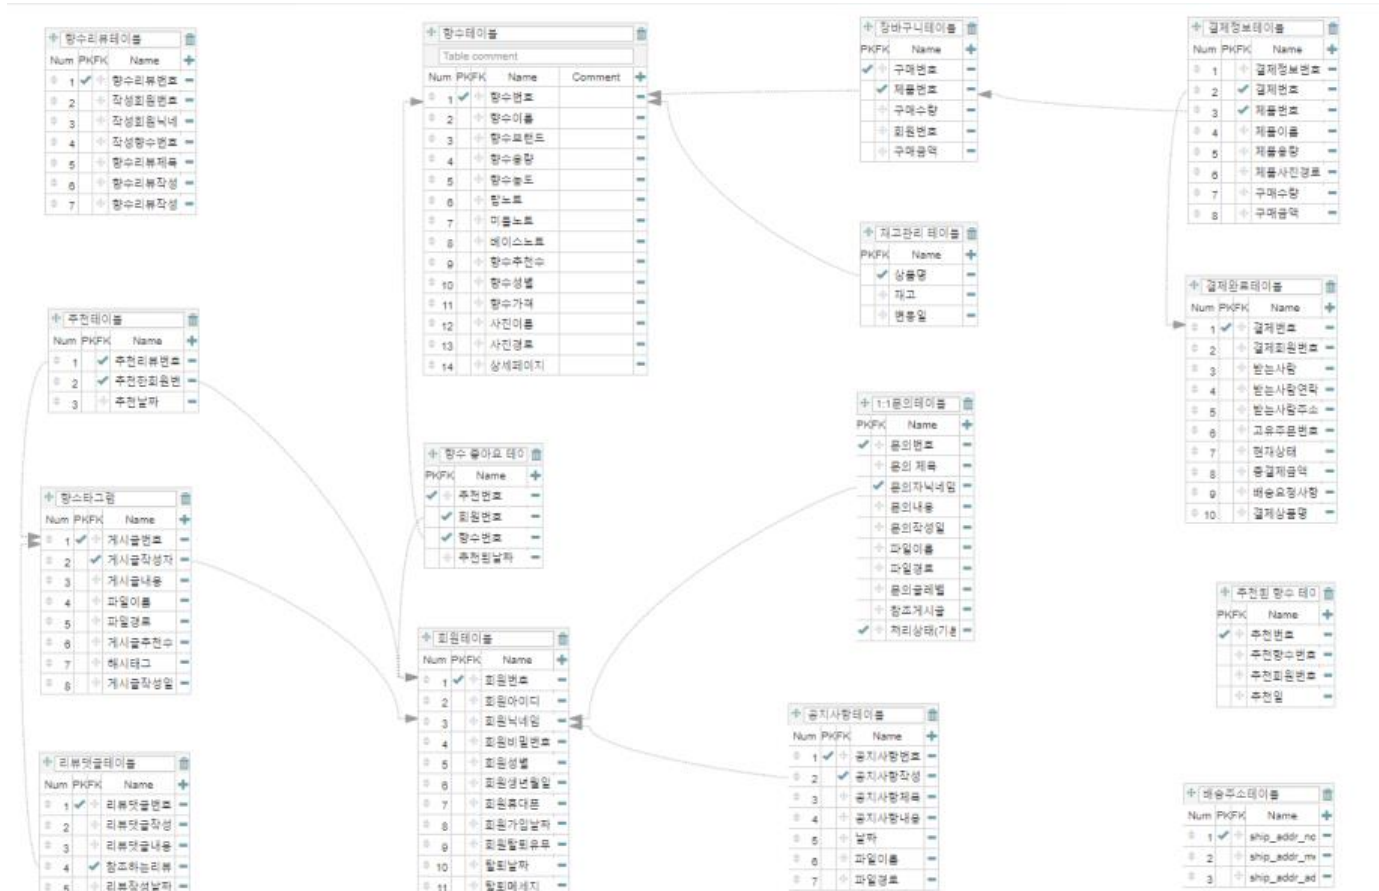 향수리뷰테이블
Num PKFK Name
1 향수리뷰번호
2 작성회원번호
3 작성회원닉네
4 작성향수번호
5 향수리뷰제목
6 향수리뷰작성
7 향수리뷰작성
향수테이블
Table comment
Num PKFK Name Comment
1 향수번호
2 향수이름
3 향수브랜드
4 향수용량
5 향수농도
6 탑노트
7 미들노트
8 베이스노트
9 향수추천수
10 향수성별
11 향수가격
12 사진이름
13 사진경로
14 상세페이지
장바구니테이블
PKFK Name
구매번호
제품번호
구매수량
회원번호
구매금액
결제정보테이블
Num PKFK Name
1 결제정보번호
2 결제번호
3 제품번호
4 제품이름
5 제품용량
6 제품사진경로
7 구매수량
8 구매금액
재고관리 테이블
PKFK Name
상품명
재고
변동일
결제완료테이블
Num PKFK Name
1 결제번호
2 결제회원번호
3 받는사람
4 받는사람연락
5 받는사람주소
6 고유주문번호
7 현재상태
8 총결제금액
9 배송요청사항
10 결제상품명
추천테이블
Num PKFK Name
1 추천리뷰번호
2 추천한회원번
3 추천날짜
1:1문의테이블
PKFK Name
문의번호
문의 제목
문의자닉네임
문의내용
문의작성일
파일이름
파일경로
문의글레벨
참조게시글
처리상태(기본
향수 좋아요 테이
PKFK Name
추천번호
회원번호
향수번호
추천된날짜
향스타그램
Num PKFK Name
1 게시글번호
2 게시글작성자
3 게시글내용
4 파일이름
5 파일경로
6 게시글추천수
7 해시태그
8 게시글작성일
추천된 향수 테이
PKFK Name
추천번호
추천향수번호
추천회원번호
추천일
회원테이블
Num PKFK Name
1 회원번호
2 회원아이디
3 회원닉네임
4 회원비밀번호
5 회원성별
6 회원생년월일
7 회원휴대폰
8 회원가입날짜
9 회원탈퇴유무
10 탈퇴날짜
11 탈퇴메세지
공지사항테이블
Num PKFK Name
1 공지사항번호
2 공지사항작성
3 공지사항제목
4 공지사항내용
5 날짜
6 파일이름
7 파일경로
리뷰댓글테이블
Num PKFK Name
1 리뷰댓글번호
2 리뷰댓글작성
3 리뷰댓글내용
4 참조하는리뷰
5 리뷰작성날짜
배송주소테이블
Num PKFK Name
1 ship_addr_no
2 ship_addr_m
3 ship_addr_ad